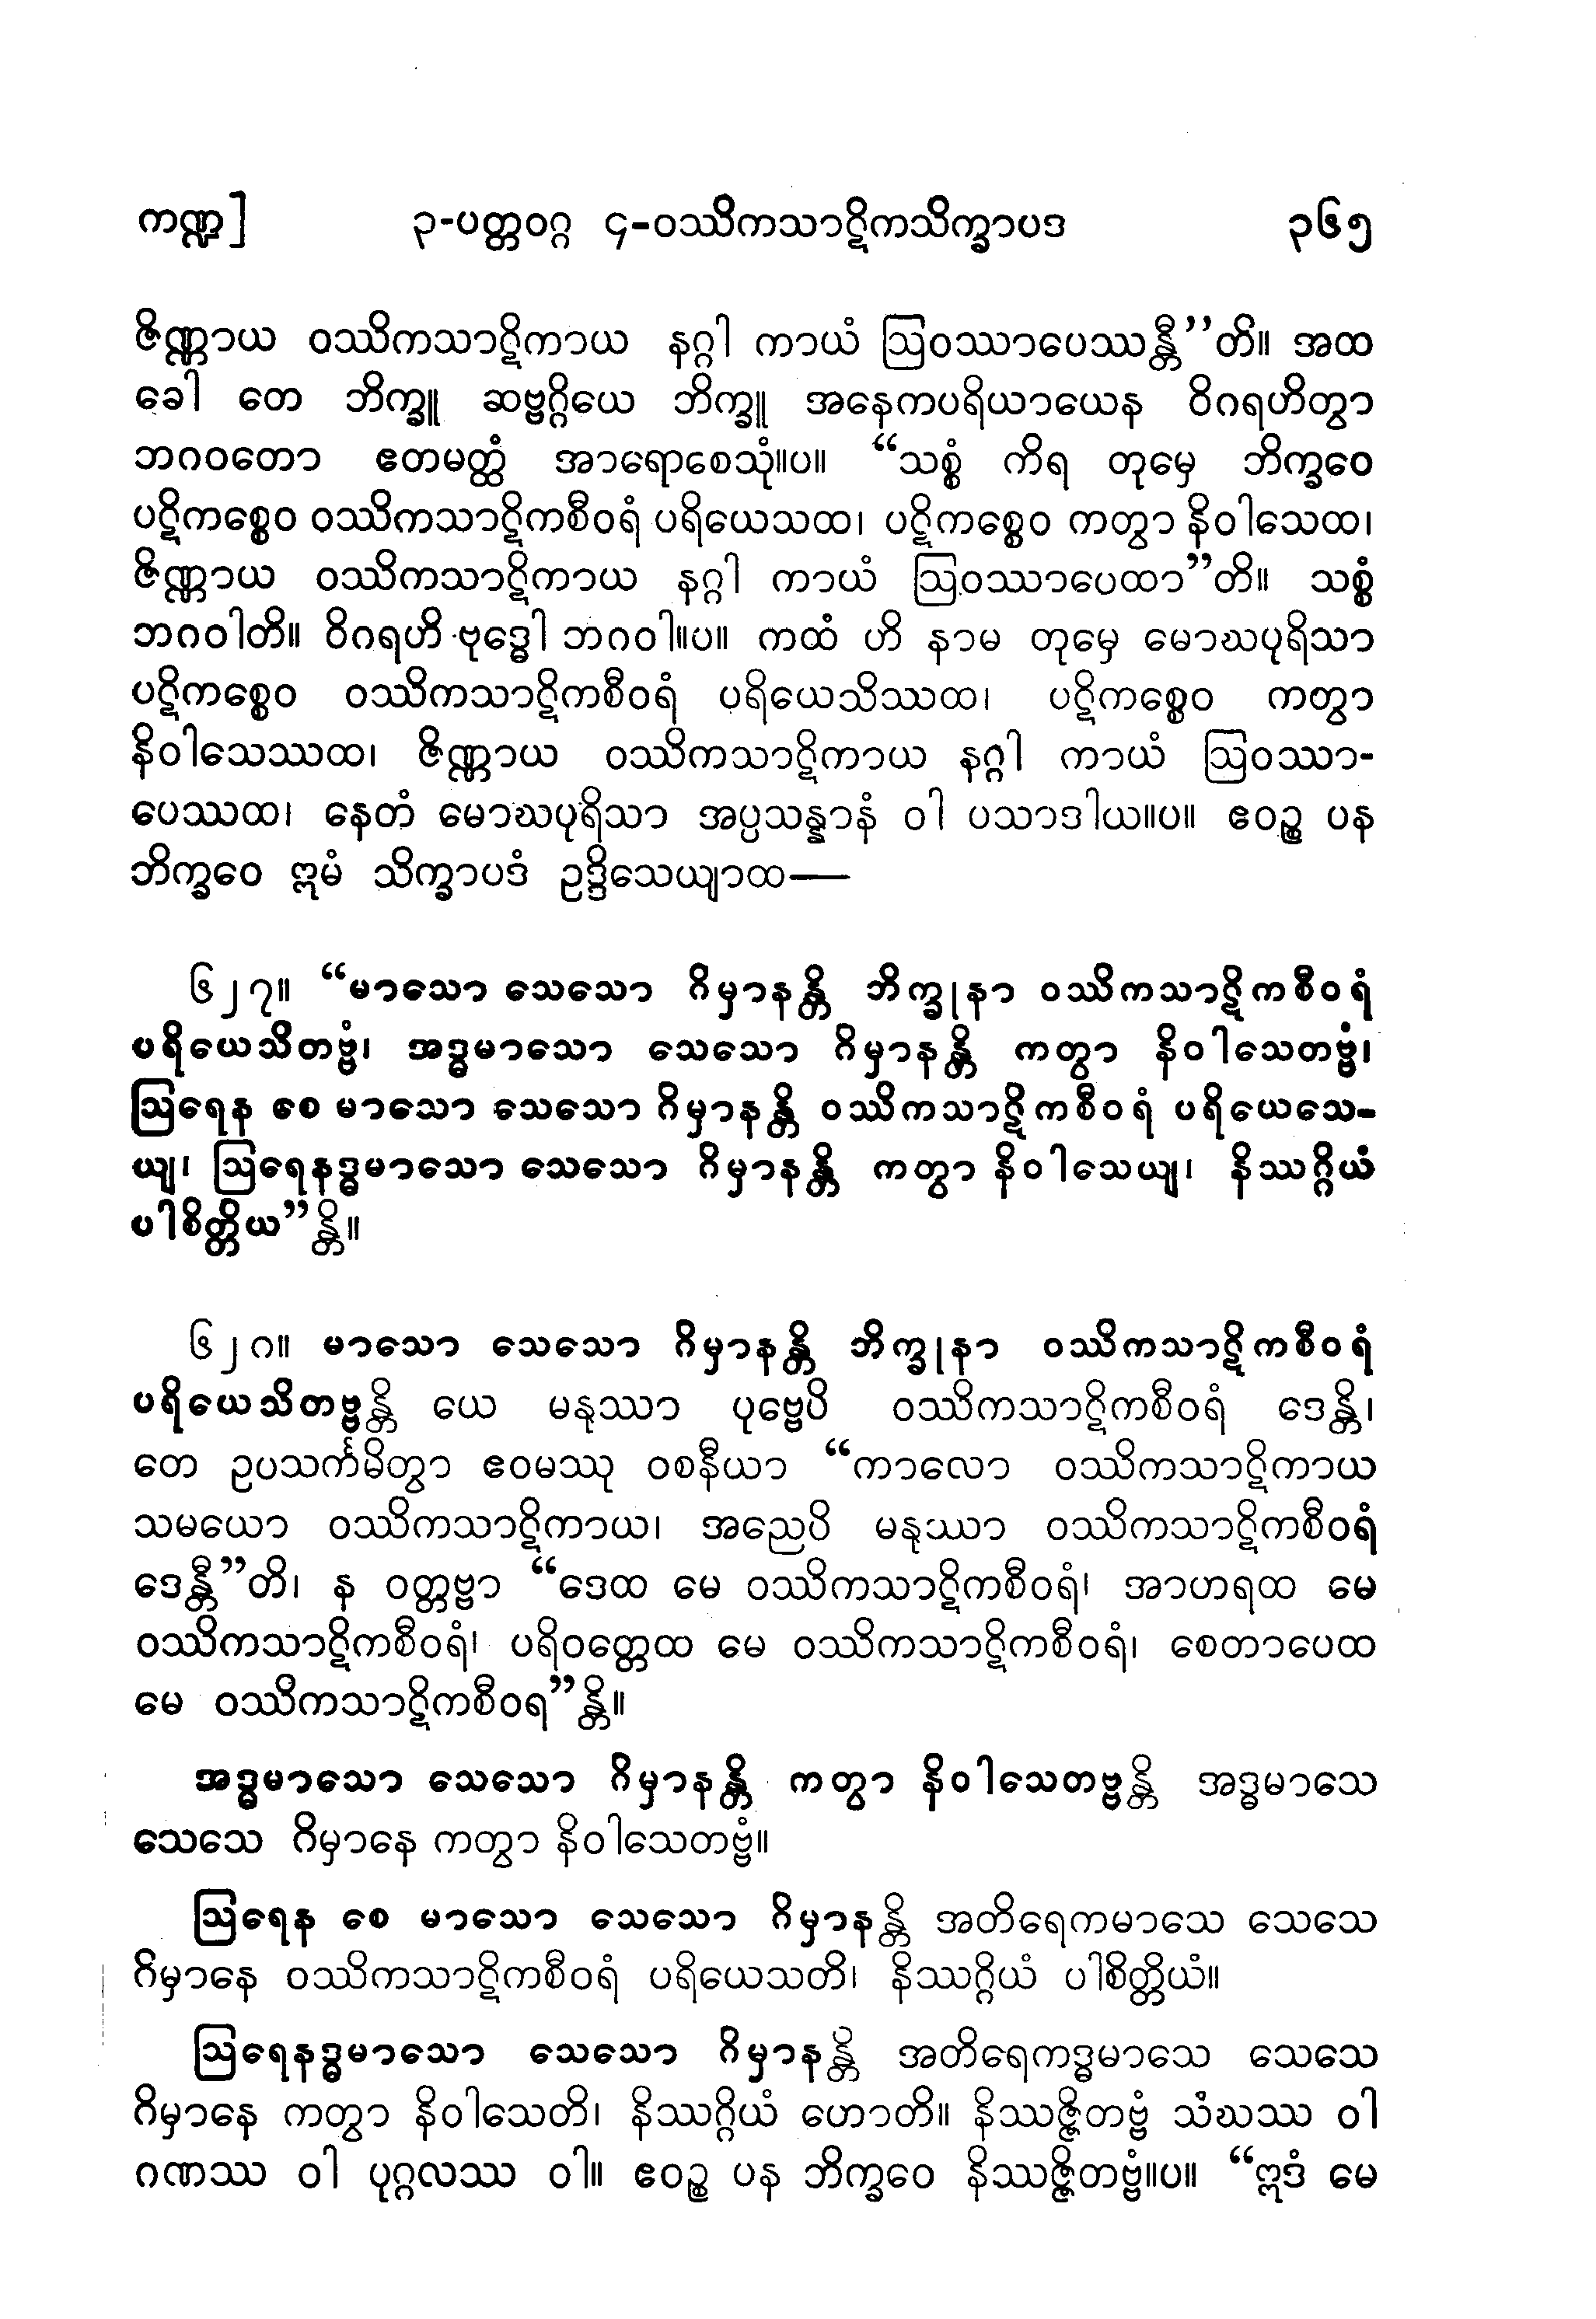 ကဏ္ဍ] ၃-ပတ္တဝဂ္ဂ ၄-ဝဿိကသာဋိကသိက္ခာပဒ ၃၆၅
ဇိဏ္ဏာယ ဝဿိကသာဋိကာယ နဂ္ဂါ ကာယံ ဩဝဿာပေဿန္တီ”တိ။ အထ
ခေါ တေ ဘိက္ခူ ဆဗ္ဗဂ္ဂိယေ ဘိက္ခူ အနေကပရိယာယေန ဝိဂရဟိတွာ
ဘဂဝတော ဧတမတ္ထံ အာရောစေသုံ။ပ။ “သစ္စံ ကိရ တုမှေ ဘိက္ခဝေ
ပဋိကစ္စေဝ ဝဿိကသာဋိကစီဝရံ ပရိယေသထ၊ ပဋိကစ္စေဝ ကတွာ နိဝါသေထ၊
ဇိဏ္ဏာယ ဝဿိကသာဋိကာယ နဂ္ဂါ ကာယံ ဩဝဿာပေထာ”တိ။ သစ္စံ
ဘဂဝါတိ။ ဝိဂရဟိ ဗုဒ္ဓေါ ဘဂဝါ။ပ။ ကထံ ဟိ နာမ တုမှေ မောဃပုရိသာ
ပဋိကစ္စေဝ ဝဿိကသာဋိကစီဝရံ ပရိယေသိဿထ၊ ပဋိကစ္စေဝ ကတွာ
နိဝါသေဿထ၊ ဇိဏ္ဏာယ ဝဿိကသာဋိကာယ နဂ္ဂါ ကာယံ ဩဝဿာ-
ပေဿထ၊ နေတံ မောဃပုရိသာ အပ္ပသန္နာနံ ဝါ ပသာဒါယ။ပ။ ဧဝဉ္စ ပန
ဘိက္ခဝေ ဣမံ သိက္ခာပဒံ ဥဒ္ဒိသေယျာထ—
၆၂၇။ “မာသော သေသော ဂိမှာနန္တိ ဘိက္ခုနာ ဝဿိကသာဋိကစီဝရံ
ပရိယေသိတဗ္ဗံ၊ အဒ္ဓမာသော သေသော ဂိမှာနန္တိ ကတွာ နိဝါသေတဗ္ဗံ၊
ဩရေန စေ မာသော သေသော ဂိမှာနန္တိ ဝဿိကသာဋိကစီဝရံ ပရိယေသေ-
ယျ၊ ဩရေနဒ္ဓမာသော သေသော ဂိမှာနန္တိ ကတွာ နိဝါသေယျ၊ နိဿဂ္ဂိယံ
ပါစိတ္တိယ”န္တိ။
၆၂၈။ မာသော သေသော ဂိမှာနန္တိ ဘိက္ခုနာ ဝဿိကသာဋိကစီဝရံ
ပရိယေသိတဗ္ဗန္တိ ယေ မနုဿာ ပုဗ္ဗေပိ ဝဿိကသာဋိကစီဝရံ ဒေန္တိ၊
တေ ဥပသင်္ကမိတွာ ဧဝမဿု ဝစနီယာ “ကာလော ဝဿိကသာဋိကာယ
သမယော ဝဿိကသာဋိကာယ၊ အညေပိ မနုဿာ ဝဿိကသာဋိကစီဝရံ
ဒေန္တီ”တိ၊ န ဝတ္တဗ္ဗာ “ဒေထ မေ ဝဿိကသာဋိကစီဝရံ၊ အာဟရထ မေ
ဝဿိကသာဋိကစီဝရံ၊ ပရိဝတ္တေထ မေ ဝဿိကသာဋိကစီဝရံ၊ စေတာပေထ
မေ ဝဿိကသာဋိကစီဝရ”န္တိ။
အဒ္ဓမာသော သေသော ဂိမှာနန္တိ ကတွာ နိဝါသေတဗ္ဗန္တိ အဒ္ဓမာသေ
သေသေ ဂိမှာနေ ကတွာ နိဝါသေတဗ္ဗံ။
ဩရေန စေ မာသော သေသော ဂိမှာနန္တိ အတိရေကမာသေ သေသေ
ဂိမှာနေ ဝဿိကသာဋိကစီဝရံ ပရိယေသတိ၊ နိဿဂ္ဂိယံ ပါစိတ္တိယံ။
ဩရေနဒ္ဓမာသော သေသော ဂိမှာနန္တိ အတိရေကဒ္ဓမာသေ သေသေ
ဂိမှာနေ ကတွာ နိဝါသေတိ၊ နိဿဂ္ဂိယံ ဟောတိ။ နိဿဇ္ဇိတဗ္ဗံ သံဃဿ ဝါ
ဂဏဿ ဝါ ပုဂ္ဂလဿ ဝါ။ ဧဝဉ္စ ပန ဘိက္ခဝေ နိဿဇ္ဇိတဗ္ဗံ။ပ။ “ဣဒံ မေ